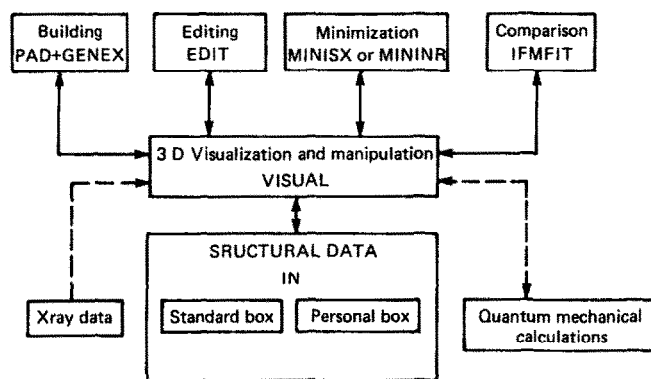 Building
PAD+GENEX
Editing
EDIT
Minimization
MINISX or MININR
Comparison
IFMFIT
3 D Visualization and manipulation
VISUAL
SRUCTURAL DATA
IN
Standard box
Personal box
Xray data
Quantum mechanical
calculations